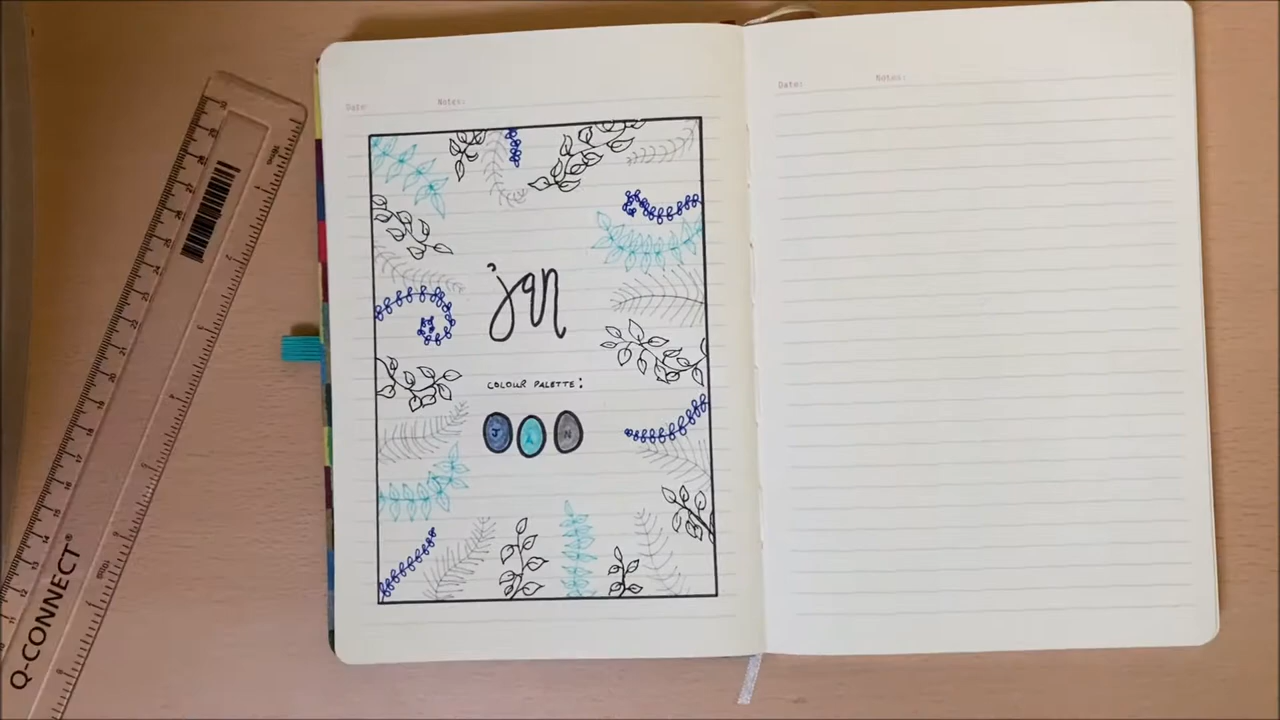 Date: Notes:
jan
COLOUR PALETTE:
J A N
Date: Notes:
Q-CONNECT®